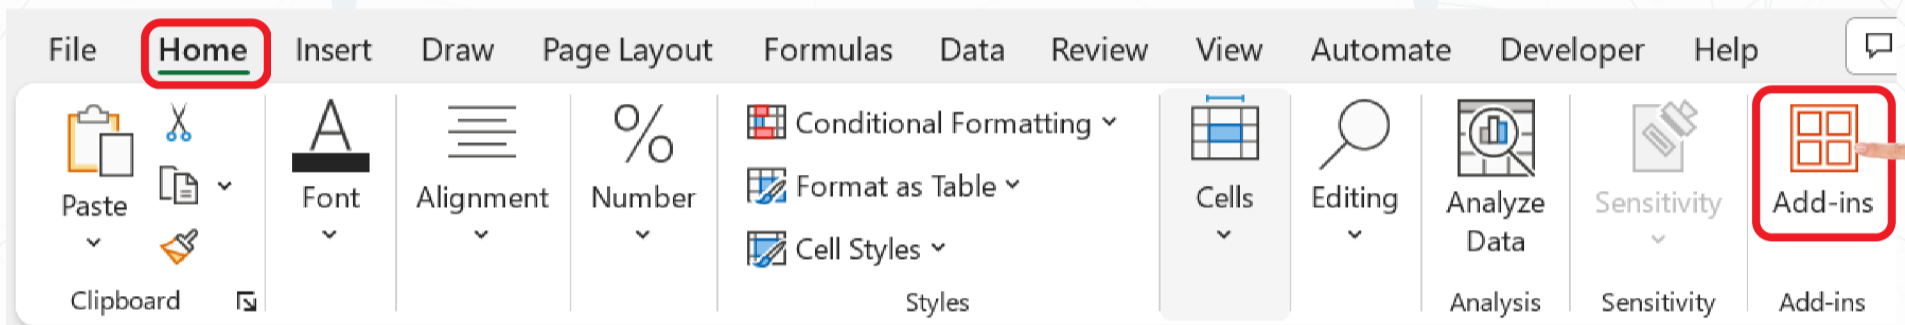 File Home Insert Draw Page Layout Formulas Data Review View Automate Developer Help
Paste
Font
Alignment
Number
Conditional Formatting
Format as Table
Cell Styles
Cells
Editing
Analyze
Data
Sensitivity
Add-ins
Clipboard
Styles
Analysis
Sensitivity
Add-ins